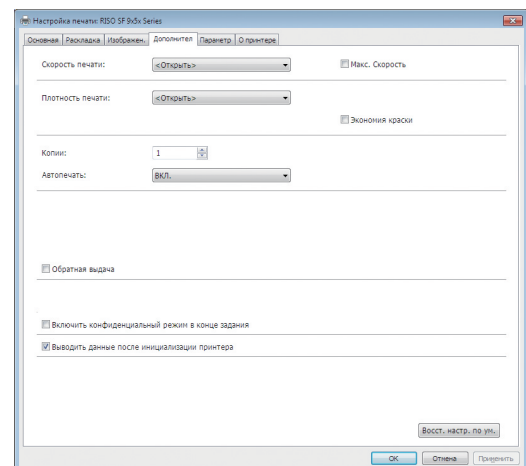 Настройка печати: RISO SF 9x5x Series
Основная Раскладка Изображен. Дополнител Параметр О принтере
Скорость печати: <Открыть> Макс. Скорость
Плотность печати: <Открыть>
Экономия краски
Копии: 1
Автопечать: ВКЛ.
Обратная выдача
Включить конфиденциальный режим в конце задания
Выводить данные после инициализации принтера
Восст. настр. по ум.
OK Отмена Применить